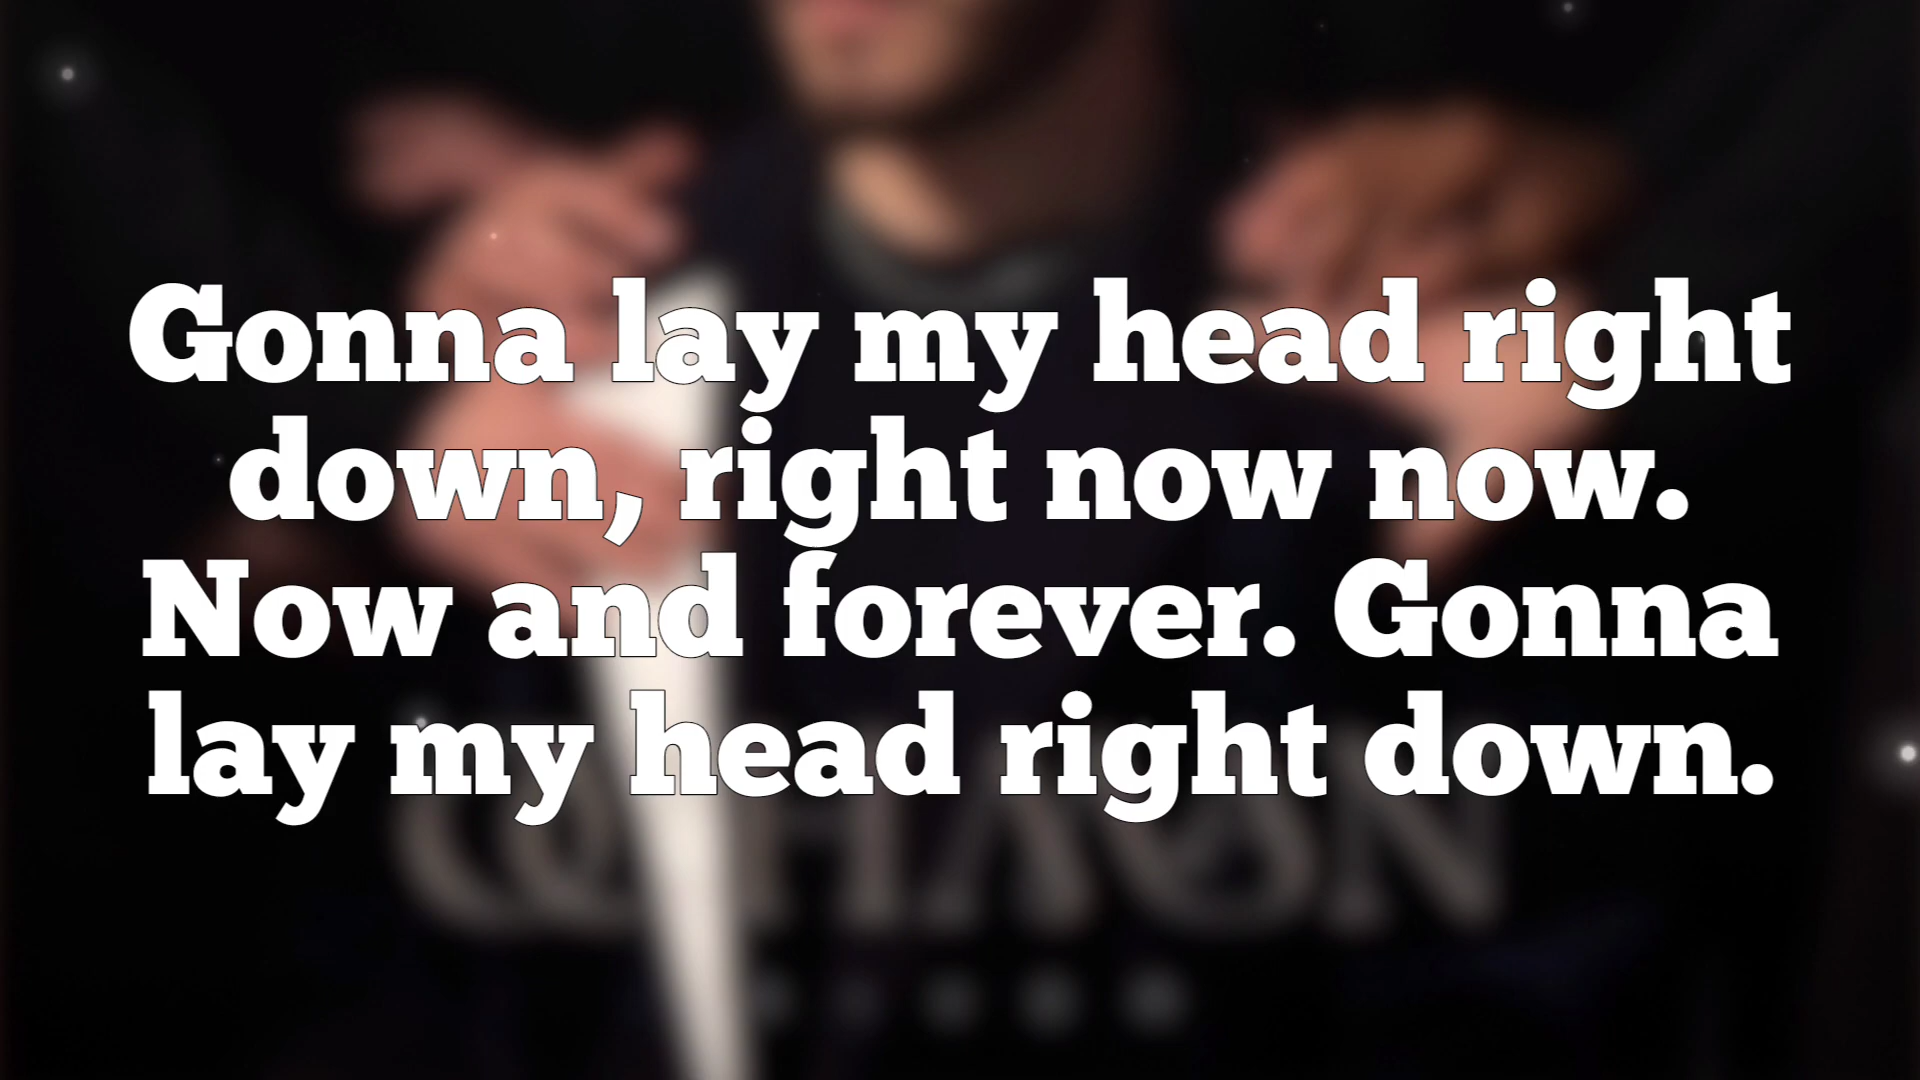 Gonna lay my head right
down, right now now.
Now and forever. Gonna
lay my head right down.